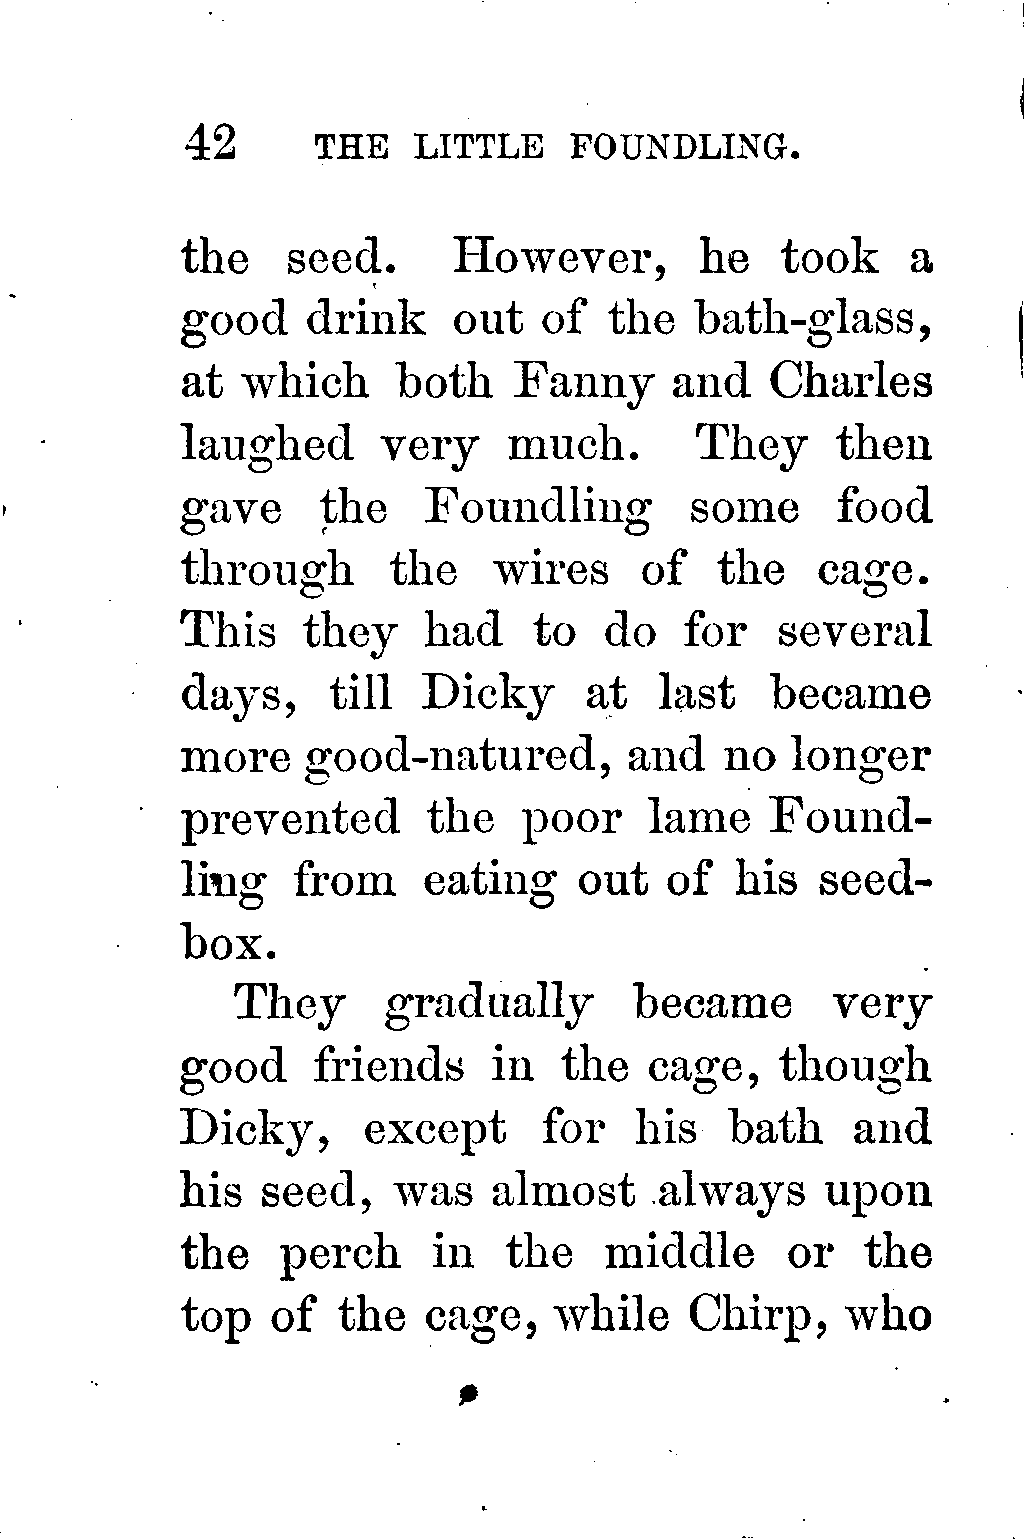 42 THE LITTLE FOUNDLING.
the seed. However, he took a
good drink out of the bath-glass,
at which both Fanny and Charles
laughed very much. They then
gave the Foundling some food
through the wires of the cage.
This they had to do for several
days, till Dicky at last became
more good-natured, and no longer
prevented the poor lame Found-
ling from eating out of his seed-
box.
They gradually became very
good friends in the cage, though
Dicky, except for his bath and
his seed, was almost always upon
the perch in the middle or the
top of the cage, while Chirp, who